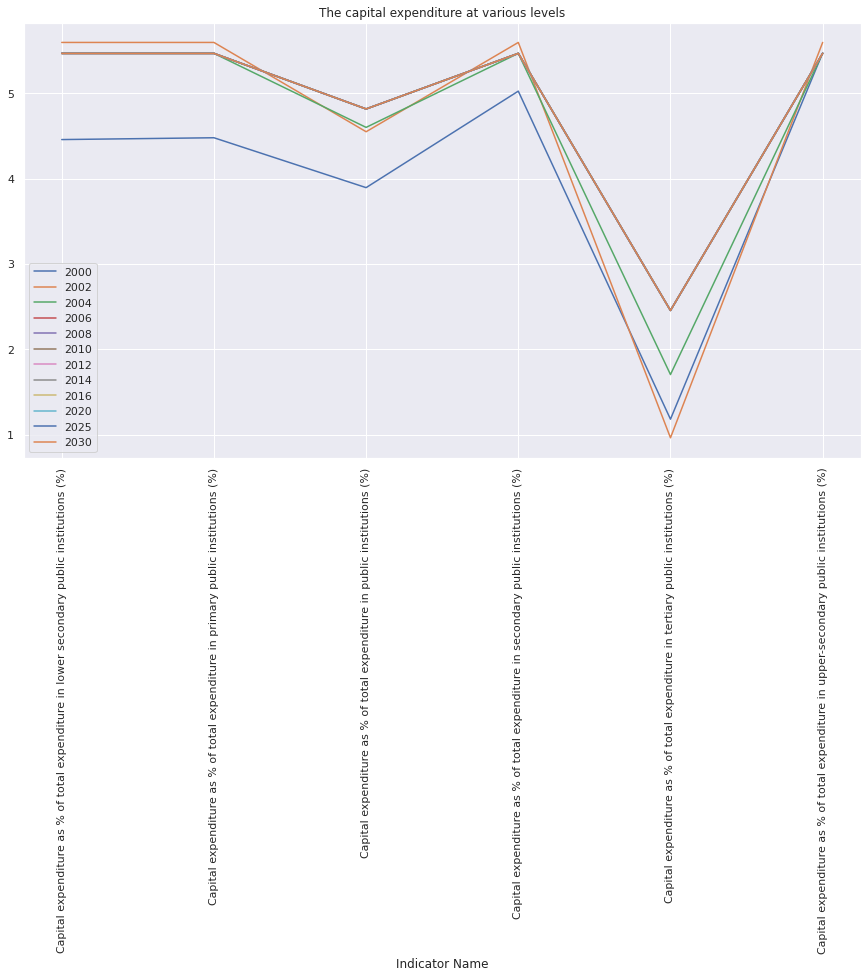 The capital expenditure at various levels
5
4
3
2
1
2000
2002
2004
2006
2008
2010
2012
2014
2016
2020
2025
2030
Capital expenditure as % of total expenditure in lower secondary public institutions (%)
Capital expenditure as % of total expenditure in primary public institutions (%)
Capital expenditure as % of total expenditure in public institutions (%)
Capital expenditure as % of total expenditure in secondary public institutions (%)
Capital expenditure as % of total expenditure in tertiary public institutions (%)
Capital expenditure as % of total expenditure in upper-secondary public institutions (%)
Indicator Name